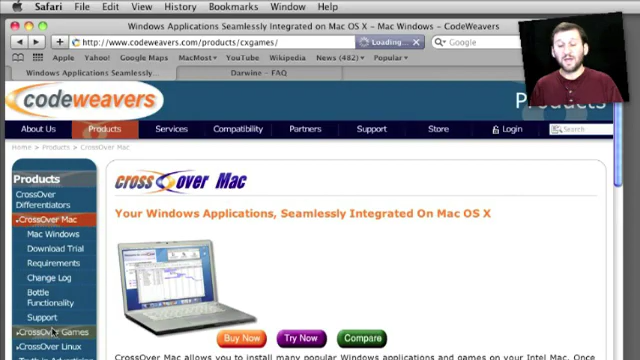 Safari File Edit View History Bookmarks Window Help
Windows Applications Seamlessly Integrated on Mac OS X – Mac Windows – CodeWeavers
http://www.codeweavers.com/products/cxgames/ Loading... Google
Apple Yahoo! Google Maps MacMost YouTube Wikipedia News (482) Popular
Windows Applications Seamlessly... Darwine – FAQ
codeweavers
Products
About Us Products Services Compatibility Partners Support Store Login Search
Home > Products > CrossOver Mac
Products
CrossOver
Differentiators
CrossOver Mac
Mac Windows
Download Trial
Requirements
Change Log
Bottle
Functionality
Support
CrossOver Games
CrossOver Linux
Truth in Advertising
crossover Mac
Your Windows Applications, Seamlessly Integrated On Mac OS X
Buy Now Try Now Compare
CrossOver Mac allows you to install many popular Windows applications and games on your Intel Mac. Once